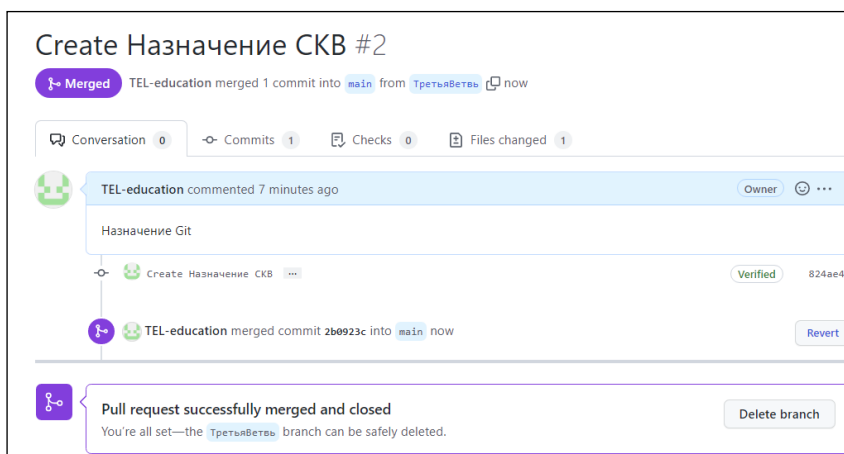 Create Назначение СКВ #2
Merged TEL-education merged 1 commit into main from ТретьяВетвь now
Conversation 0 Commits 1 Checks 0 Files changed 1
TEL-education commented 7 minutes ago Owner
Назначение Git
Create Назначение СКВ ... Verified 824ae4
TEL-education merged commit 2b0923c into main now Revert
Pull request successfully merged and closed Delete branch
You're all set—the ТретьяВетвь branch can be safely deleted.